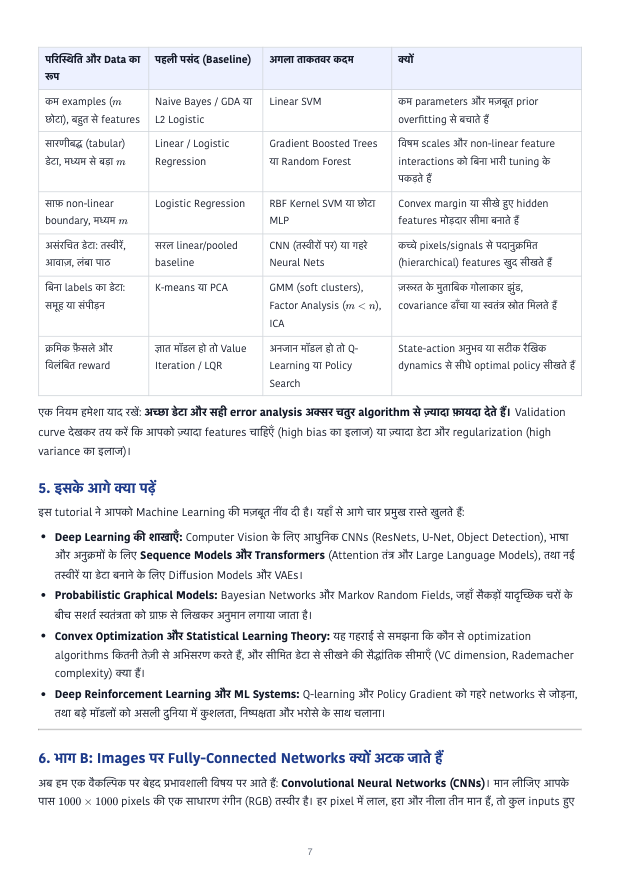 परिस्थिति और Data का
रूप
पहली पसंद (Baseline)
अगला ताकतवर कदम
क्यों
कम examples (m
छोटा), बहुत से features
Naive Bayes / GDA या
L2 Logistic
Linear SVM
कम parameters और मजबूत prior
overfitting से बचाते हैं
सारणीबद्ध (tabular)
डेटा, मध्यम से बड़ा m
Linear / Logistic
Regression
Gradient Boosted Trees
या Random Forest
विषम scales और non-linear feature
interactions को बिना भारी tuning के
पकड़ते हैं
साफ़ non-linear
boundary, मध्यम m
Logistic Regression
RBF Kernel SVM या छोटा
MLP
Convex margin या सीखे हुए hidden
features मोड़दार सीमा बनाते हैं
असंरचित डेटा: तस्वीरें,
आवाज़, लंबा पाठ
सरल linear/pooled
baseline
CNN (तस्वीरों पर) या गहरे
Neural Nets
कच्चे pixels/signals से पदानुक्रमित
(hierarchical) features खुद सीखते हैं
बिना labels का डेटा:
समूह या संपीड़न
K-means या PCA
GMM (soft clusters),
Factor Analysis (m < n),
ICA
ज़रूरत के मुताबिक गोलाकार झुंड,
covariance ढाँचा या स्वतंत्र स्रोत मिलते हैं
क्रमिक फ़ैसले और
विलंबित reward
ज्ञात मॉडल हो तो Value
Iteration / LQR
अनजान मॉडल हो तो Q-
Learning या Policy
Search
State-action अनुभव या सटीक रैखिक
dynamics से सीधे optimal policy सीखते हैं
एक नियम हमेशा याद रखें: अच्छा डेटा और सही error analysis अक्सर चतुर algorithm से ज़्यादा फ़ायदा देते हैं। Validation
curve देखकर तय करें कि आपको ज़्यादा features चाहिएँ (high bias का इलाज) या ज़्यादा डेटा और regularization (high
variance का इलाज)।
5. इसके आगे क्या पढ़ें
इस tutorial ने आपको Machine Learning की मज़बूत नींव दी है। यहाँ से आगे चार प्रमुख रास्ते खुलते हैं:
• Deep Learning की शाखाएँ: Computer Vision के लिए आधुनिक CNNs (ResNets, U-Net, Object Detection), भाषा
और अनुक्रमों के लिए Sequence Models और Transformers (Attention तंत्र और Large Language Models), तथा नई
तस्वीरें या डेटा बनाने के लिए Diffusion Models और VAEs।
• Probabilistic Graphical Models: Bayesian Networks और Markov Random Fields, जहाँ सैकड़ों यादृच्छिक चरों के
बीच सशर्त स्वतंत्रता को ग्राफ़ से लिखकर अनुमान लगाया जाता है।
• Convex Optimization और Statistical Learning Theory: यह गहराई से समझना कि कौन से optimization
algorithms कितनी तेज़ी से अभिसरण करते हैं, और सीमित डेटा से सीखने की सैद्धांतिक सीमाएँ (VC dimension, Rademacher
complexity) क्या हैं।
• Deep Reinforcement Learning और ML Systems: Q-learning और Policy Gradient को गहरे networks से जोड़ना,
तथा बड़े मॉडलों को असली दुनिया में कुशलता, निष्पक्षता और भरोसे के साथ चलाना।
6. भाग B: Images पर Fully-Connected Networks क्यों अटक जाते हैं
अब हम एक वैकल्पिक पर बेहद प्रभावशाली विषय पर आते हैं: Convolutional Neural Networks (CNNs)। मान लीजिए आपके
पास 1000 × 1000 pixels की एक साधारण रंगीन (RGB) तस्वीर है। हर pixel में लाल, हरा और नीला तीन मान हैं, तो कुल inputs हुए
7